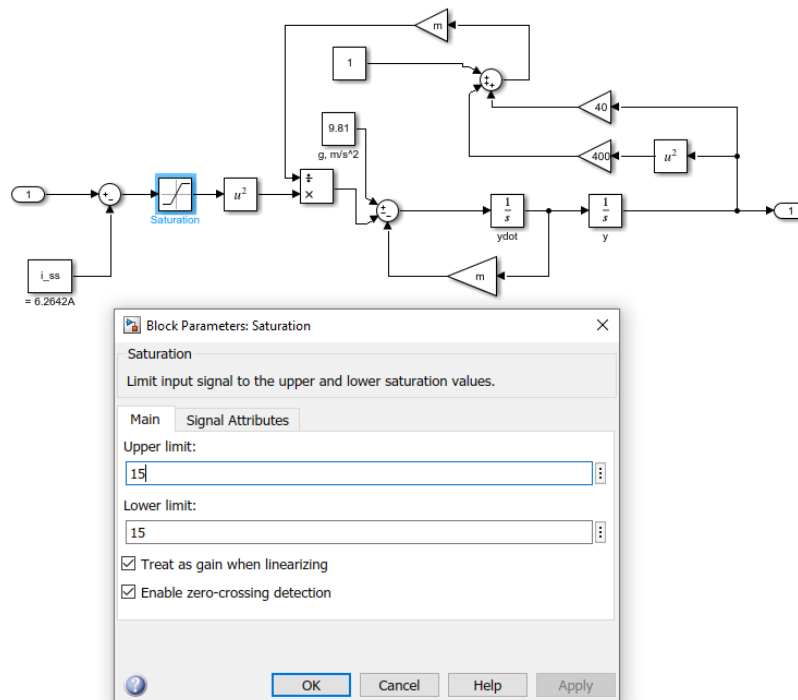 m
1
40
9.81
g, m/s^2
400
u²
1
+
-
Saturation
u²
÷
×
+
-
-
1
s
ydot
1
s
y
1
m
i_ss
= 6.2642A
+
+
+
Block Parameters: Saturation
Saturation
Limit input signal to the upper and lower saturation values.
Main
Signal Attributes
Upper limit:
15
Lower limit:
15
Treat as gain when linearizing
Enable zero-crossing detection
?
OK
Cancel
Help
Apply